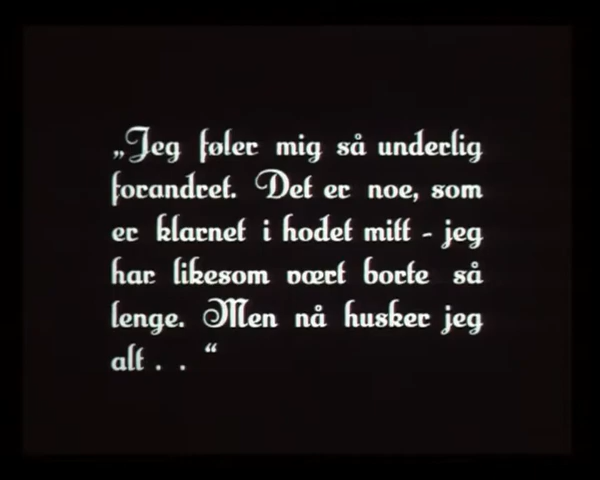 „Jeg føler mig så underlig
forandret. Det er noe, som
er klarnet i hodet mitt - jeg
har likesom vært borte så
lenge. Men nå husker jeg
alt . . “